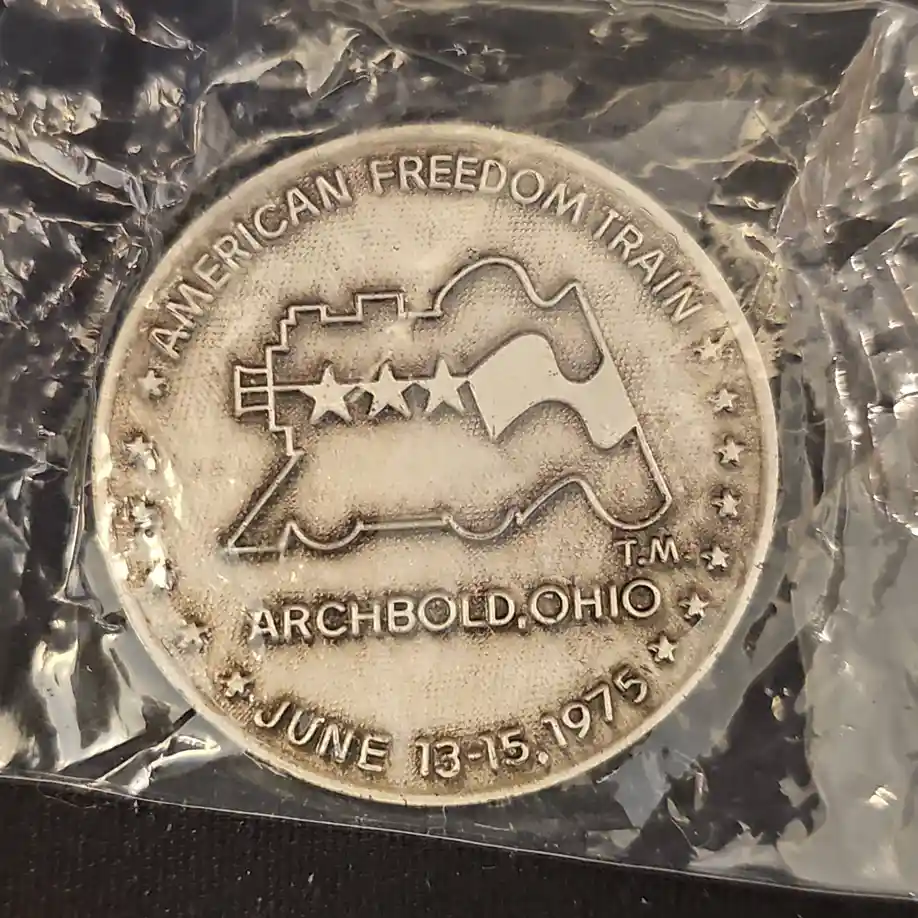 AMERICAN FREEDOM TRAIN
T.M.
ARCHBOLD, OHIO
JUNE 13-15, 1975